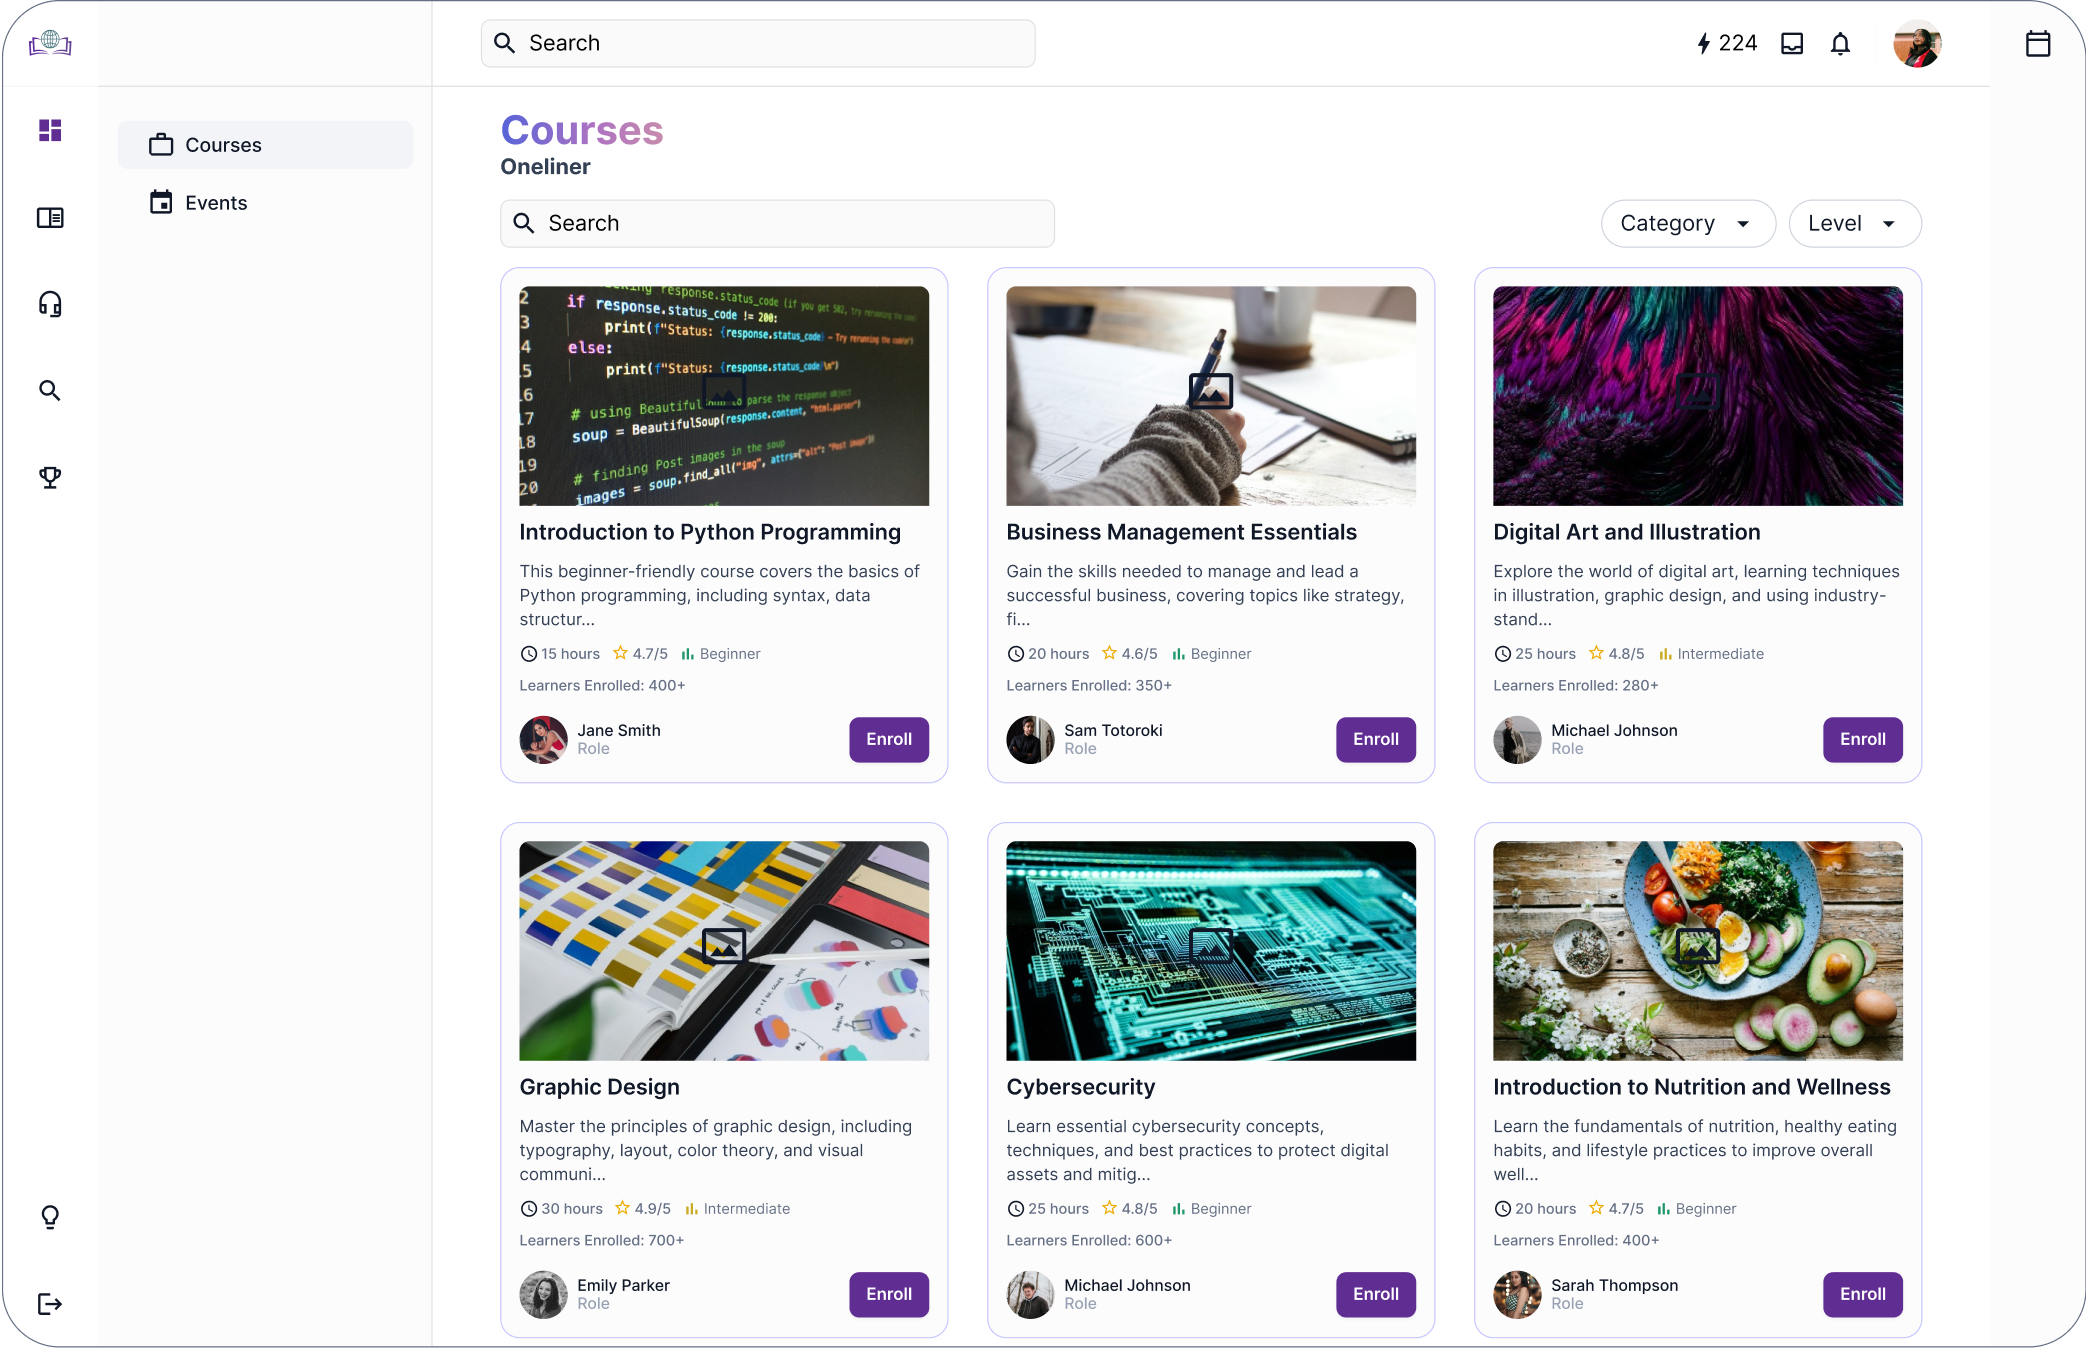 Search
224
Courses
Events
Courses
Oneliner
Search
Category
Level
2
if response.status_code != 200:
3
print(f"Status: {response.status_code}
4
else:
15
print(f"Status: {response.status_code}\n")
16
# using BeautifulSoup to parse the response object
17
soup = BeautifulSoup(response.content, "html.parser")
18
19
# finding Post images in the soup
20
images = soup.find_all("img", attrs={"alt": "Post image"})
Introduction to Python Programming
This beginner-friendly course covers the basics of
Python programming, including syntax, data
structur...
15 hours 4.7/5 Beginner
Learners Enrolled: 400+
Jane Smith
Role
Enroll
Business Management Essentials
Gain the skills needed to manage and lead a
successful business, covering topics like strategy,
fi...
20 hours 4.6/5 Beginner
Learners Enrolled: 350+
Sam Totoroki
Role
Enroll
Digital Art and Illustration
Explore the world of digital art, learning techniques
in illustration, graphic design, and using industry-
stand...
25 hours 4.8/5 Intermediate
Learners Enrolled: 280+
Michael Johnson
Role
Enroll
Graphic Design
Master the principles of graphic design, including
typography, layout, color theory, and visual
communi...
30 hours 4.9/5 Intermediate
Learners Enrolled: 700+
Emily Parker
Role
Enroll
Cybersecurity
Learn essential cybersecurity concepts,
techniques, and best practices to protect digital
assets and mitig...
25 hours 4.8/5 Beginner
Learners Enrolled: 600+
Michael Johnson
Role
Enroll
Introduction to Nutrition and Wellness
Learn the fundamentals of nutrition, healthy eating
habits, and lifestyle practices to improve overall
well...
20 hours 4.7/5 Beginner
Learners Enrolled: 400+
Sarah Thompson
Role
Enroll